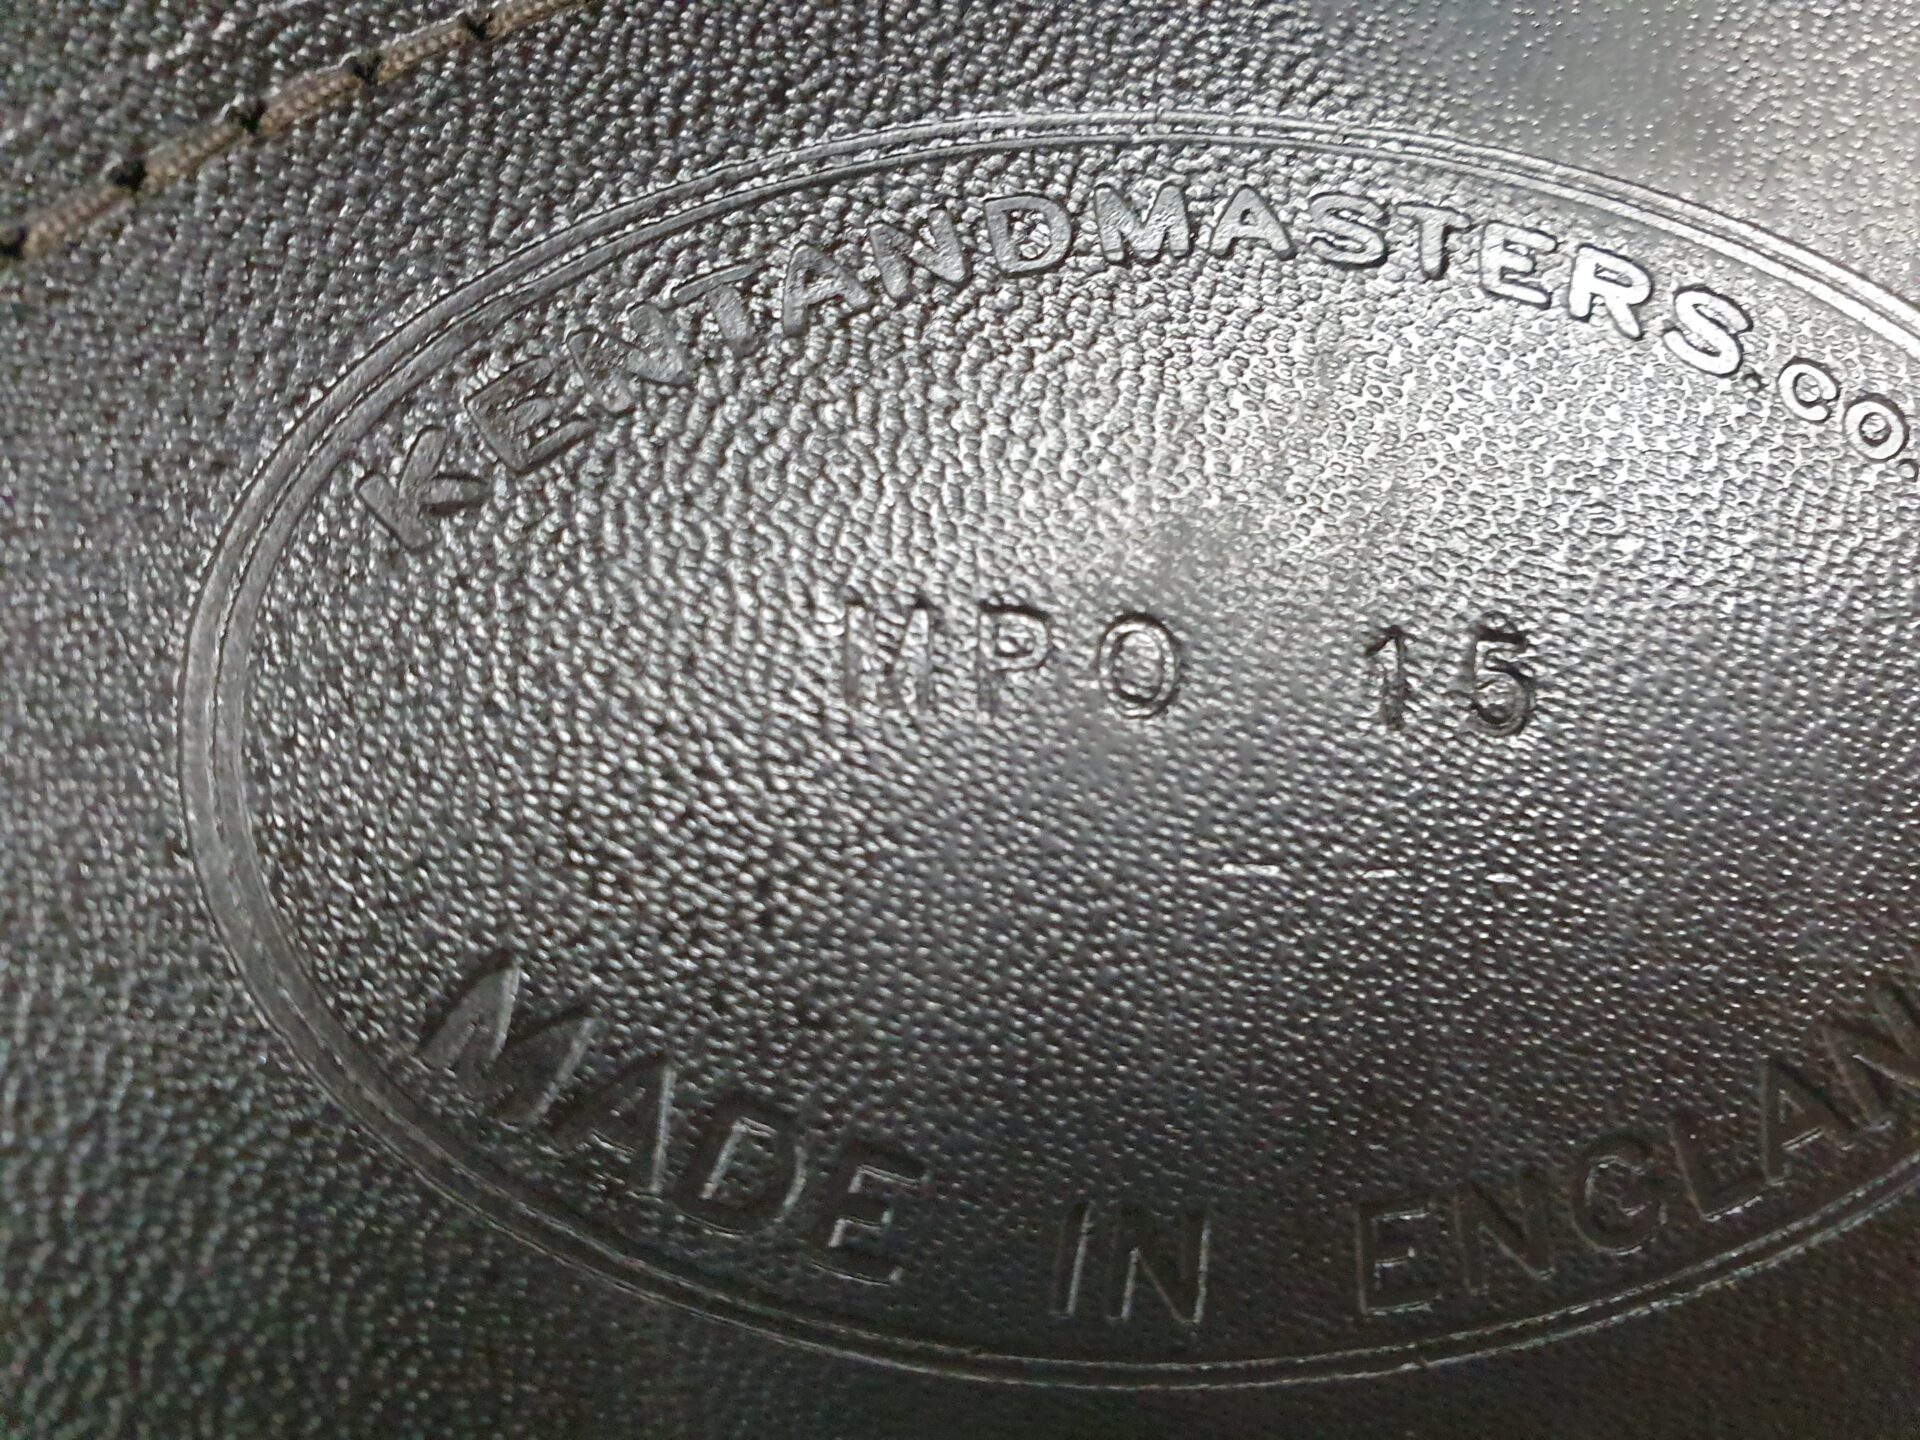 KENTANDMASTERS.CO.
MPO 15
MADE IN ENGLAN